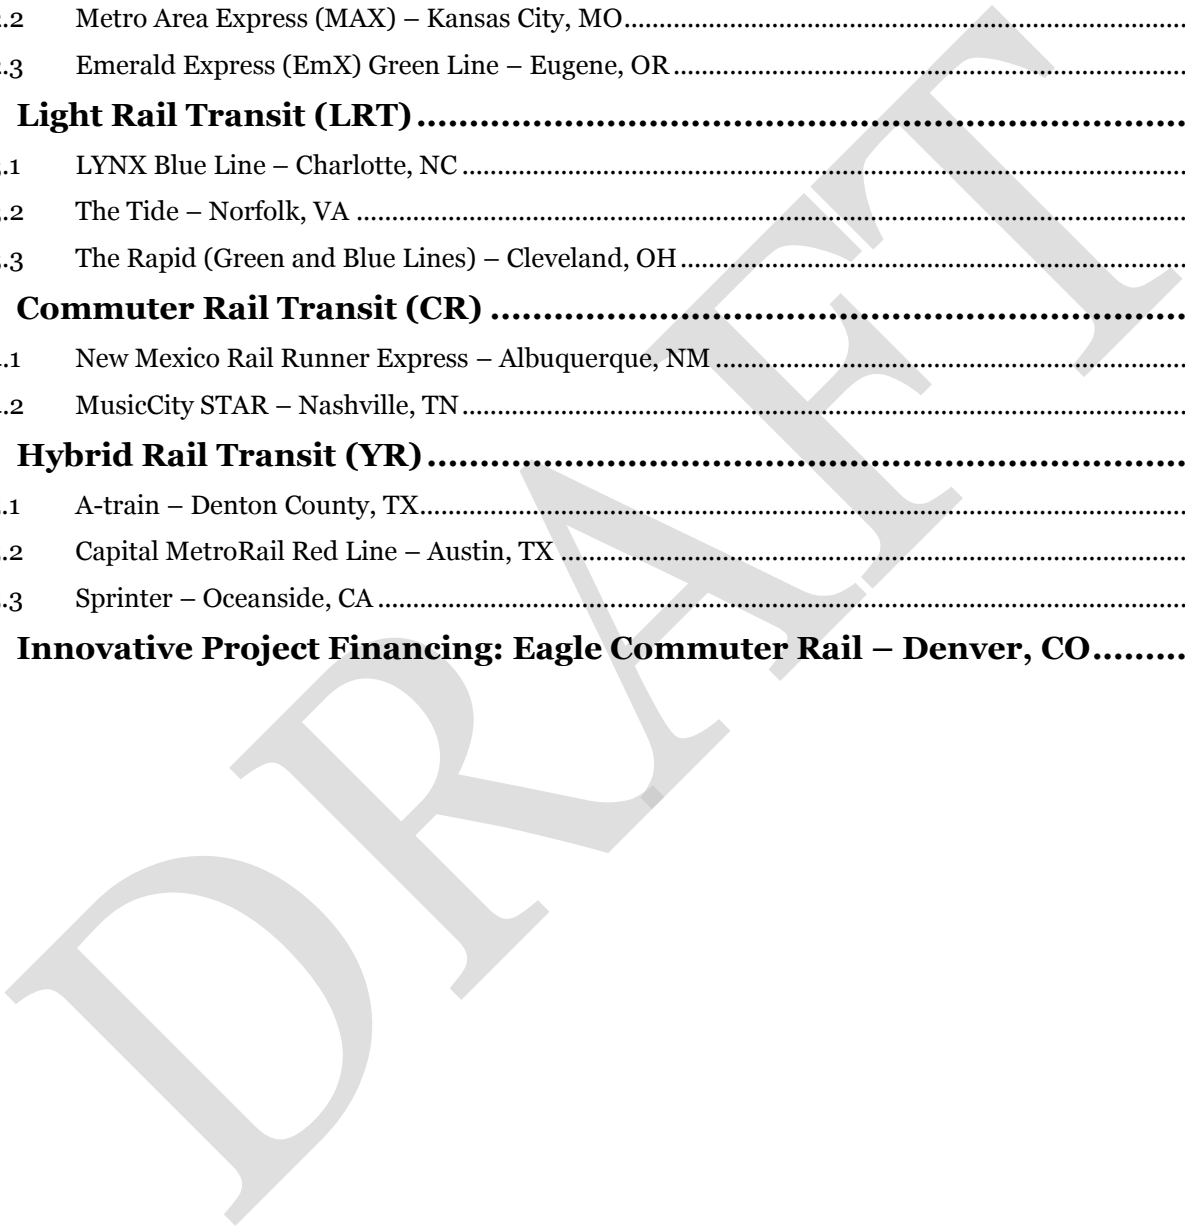 .2 Metro Area Express (MAX) – Kansas City, MO
.3 Emerald Express (EmX) Green Line – Eugene, OR
Light Rail Transit (LRT)
.1 LYNX Blue Line – Charlotte, NC
.2 The Tide – Norfolk, VA
.3 The Rapid (Green and Blue Lines) – Cleveland, OH
Commuter Rail Transit (CR)
.1 New Mexico Rail Runner Express – Albuquerque, NM
.2 MusicCity STAR – Nashville, TN
Hybrid Rail Transit (YR)
.1 A-train – Denton County, TX
.2 Capital MetroRail Red Line – Austin, TX
.3 Sprinter – Oceanside, CA
Innovative Project Financing: Eagle Commuter Rail – Denver, CO
DRAFT